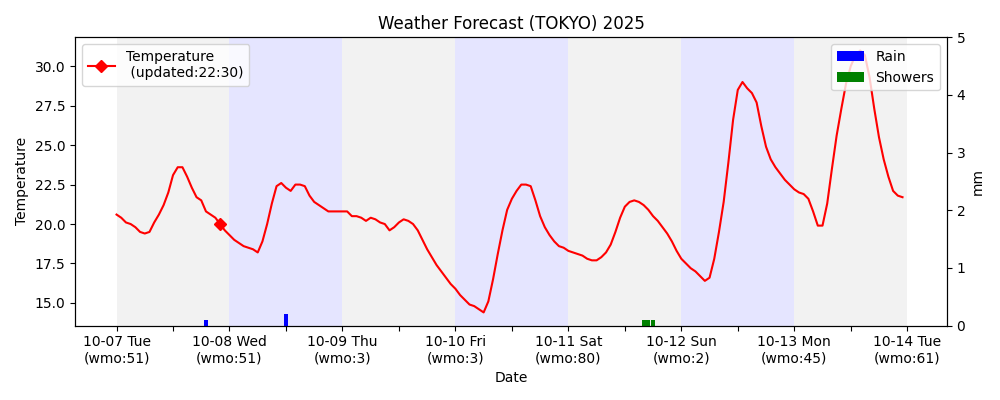 Weather Forecast (TOKYO) 2025
Temperature
(updated:22:30)
Rain
Showers
30.0
27.5
25.0
22.5
20.0
17.5
15.0
Temperature
5
4
3
2
1
0
mm
10-07 Tue
(wmo:51)
10-08 Wed
(wmo:51)
10-09 Thu
(wmo:3)
10-10 Fri
(wmo:3)
10-11 Sat
(wmo:80)
10-12 Sun
(wmo:2)
10-13 Mon
(wmo:45)
10-14 Tue
(wmo:61)
Date